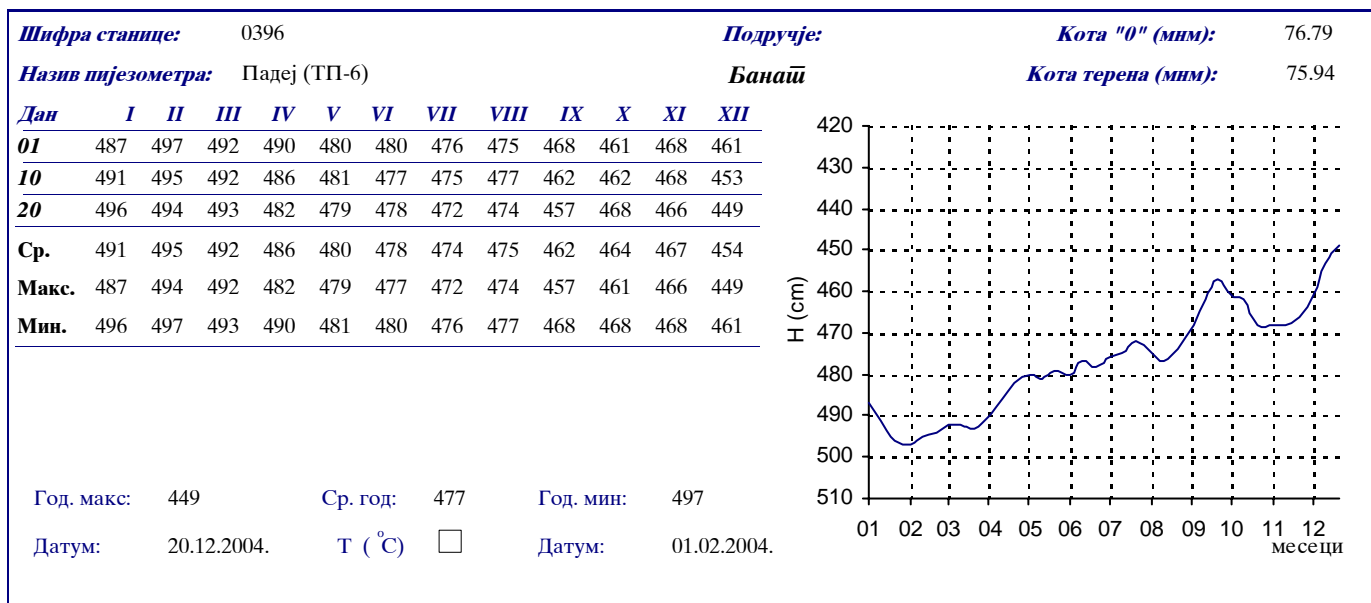 Шифра станице: 0396 Подручје: Кота "0" (мнм): 76.79
Назив пијезометра: Падеј (ТП-6) Банат Кота терена (мнм): 75.94
Дан I II III IV V VI VII VIII IX X XI XII
01 487 497 492 490 480 480 476 475 468 461 468 461
10 491 495 492 486 481 477 475 477 462 462 468 453
20 496 494 493 482 479 478 472 474 457 468 466 449
Ср. 491 495 492 486 480 478 474 475 462 464 467 454
Макс. 487 494 492 482 479 477 472 474 457 461 466 449
Мин. 496 497 493 490 481 480 476 477 468 468 468 461
420
430
440
450
460
470
480
490
500
510
H (cm)
01 02 03 04 05 06 07 08 09 10 11 12
месеци
Год. макс: 449 Ср. год: 477 Год. мин: 497
Датум: 20.12.2004. Т ( °C) Датум: 01.02.2004.